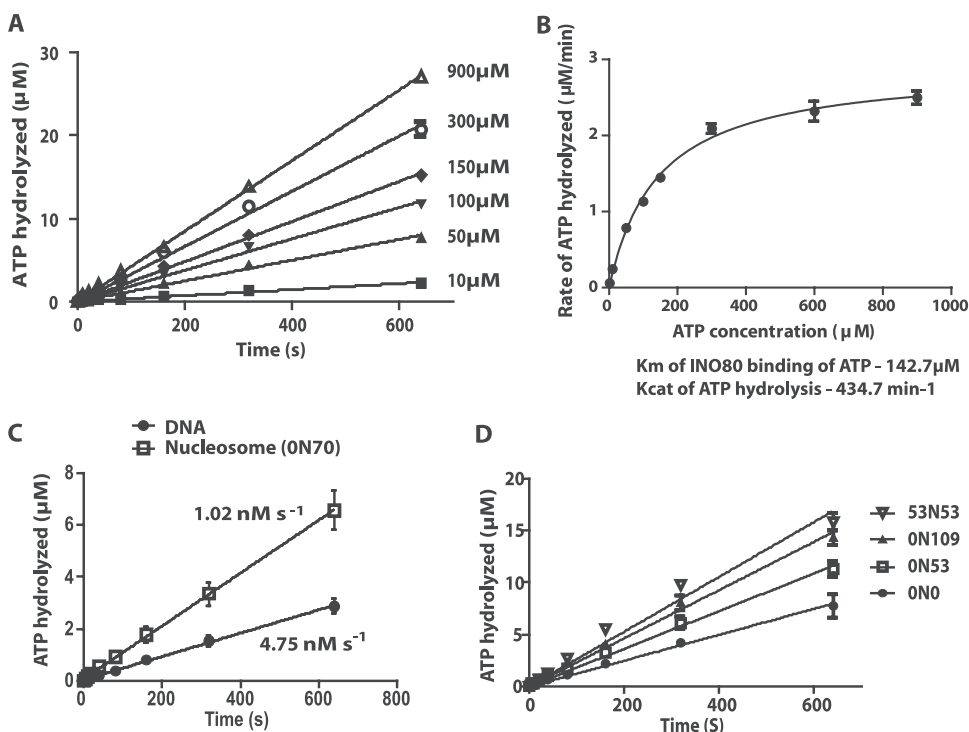 A
ATP hydrolyzed (µM)
30
20
10
0
0
200
400
600
Time (s)
900µM
300µM
150µM
100µM
50µM
10µM
B
Rate of ATP hydrolyzed ( µM/min)
3
2
1
0
0
200
400
600
800
1000
ATP concentration ( µ M)
Km of INO80 binding of ATP - 142.7µM
Kcat of ATP hydrolysis - 434.7 min-1
C
DNA
Nucleosome (0N70)
ATP hydrolyzed (µM)
8
6
4
2
0
0
200
400
600
800
Time (s)
1.02 nM s⁻¹
4.75 nM s⁻¹
D
ATP hydrolyzed (µM)
20
15
10
5
0
0
200
400
600
Time (S)
53N53
0N109
0N53
0N0